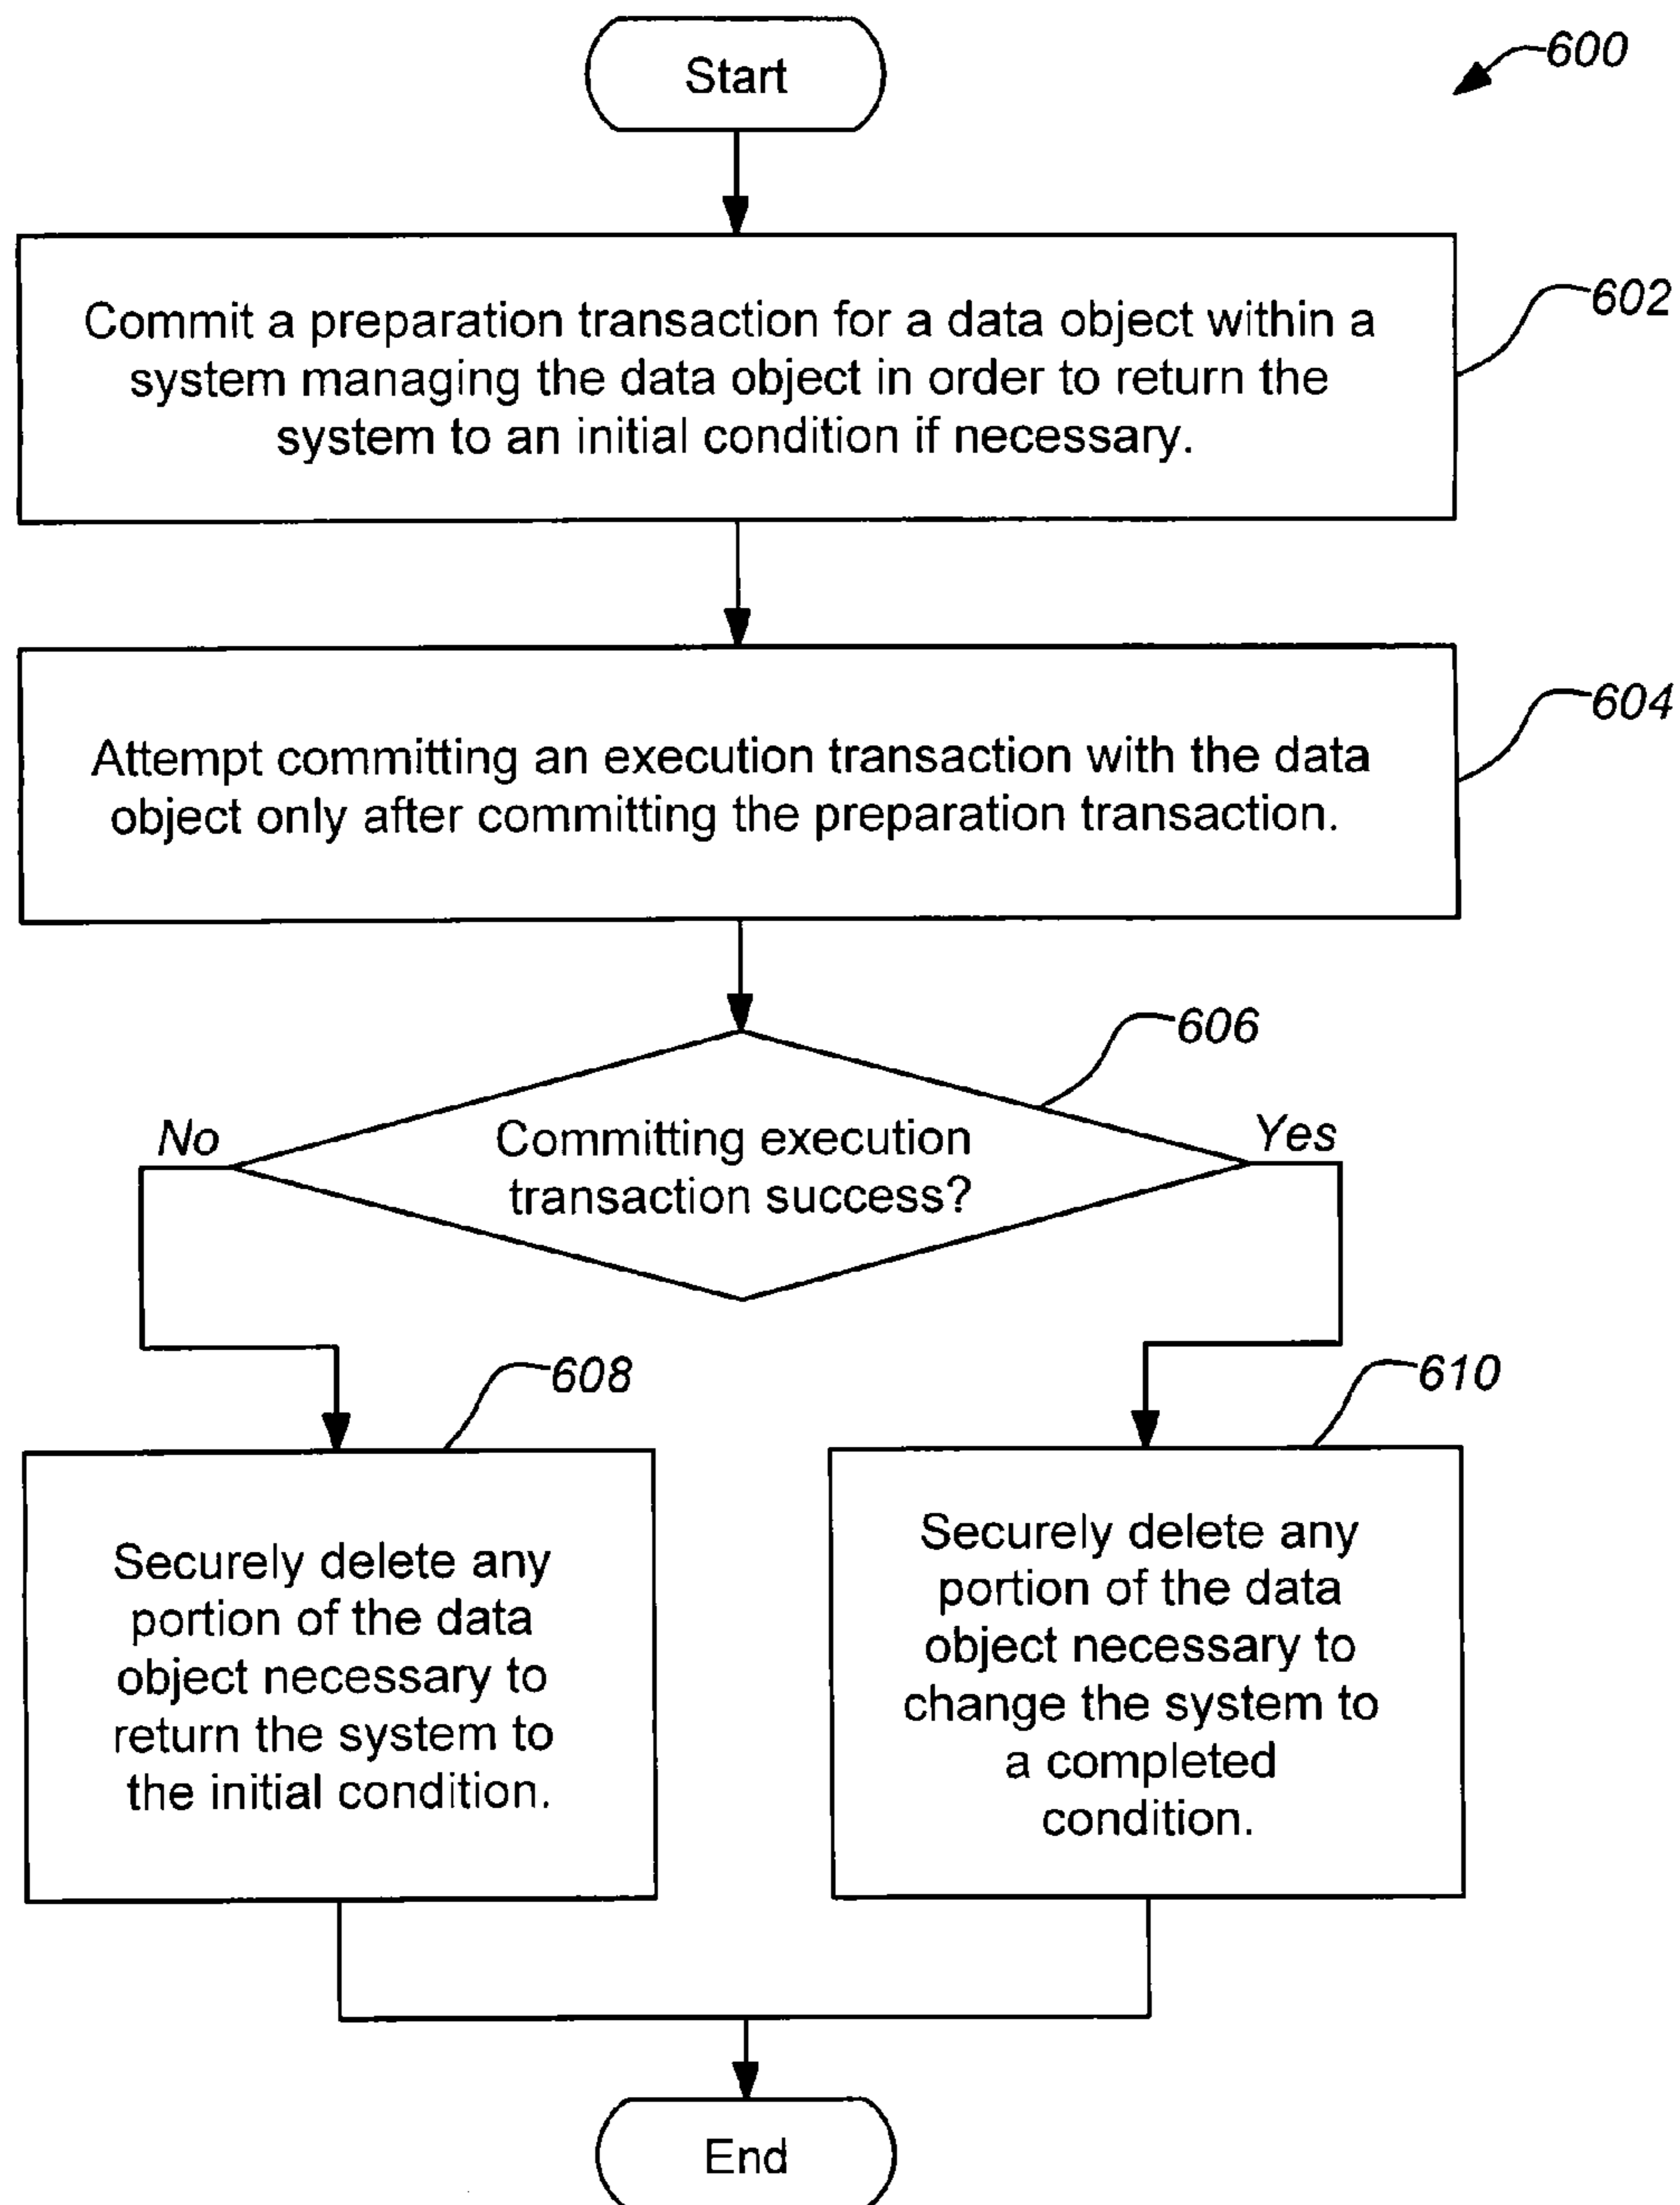 Start
600
Commit a preparation transaction for a data object within a
system managing the data object in order to return the
system to an initial condition if necessary.
602
Attempt committing an execution transaction with the data
object only after committing the preparation transaction.
604
606
No
Committing execution
transaction success?
Yes
608
610
Securely delete any
portion of the data
object necessary to
return the system to
the initial condition.
Securely delete any
portion of the data
object necessary to
change the system to
a completed
condition.
End